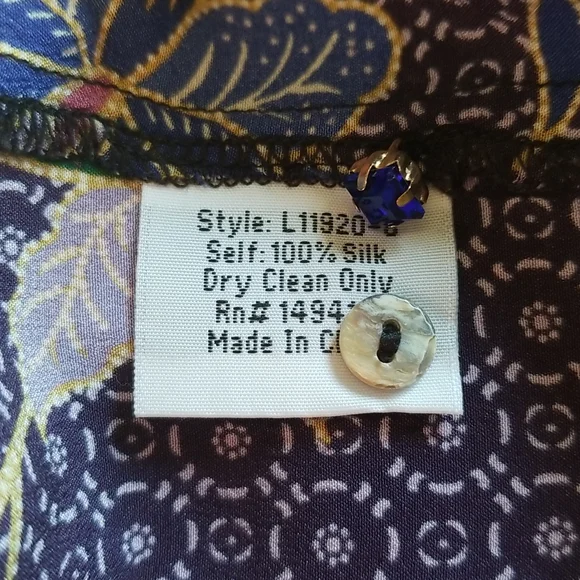 Style: L11920-
Self: 100% Silk
Dry Clean Only
Rn# 1494
Made In C